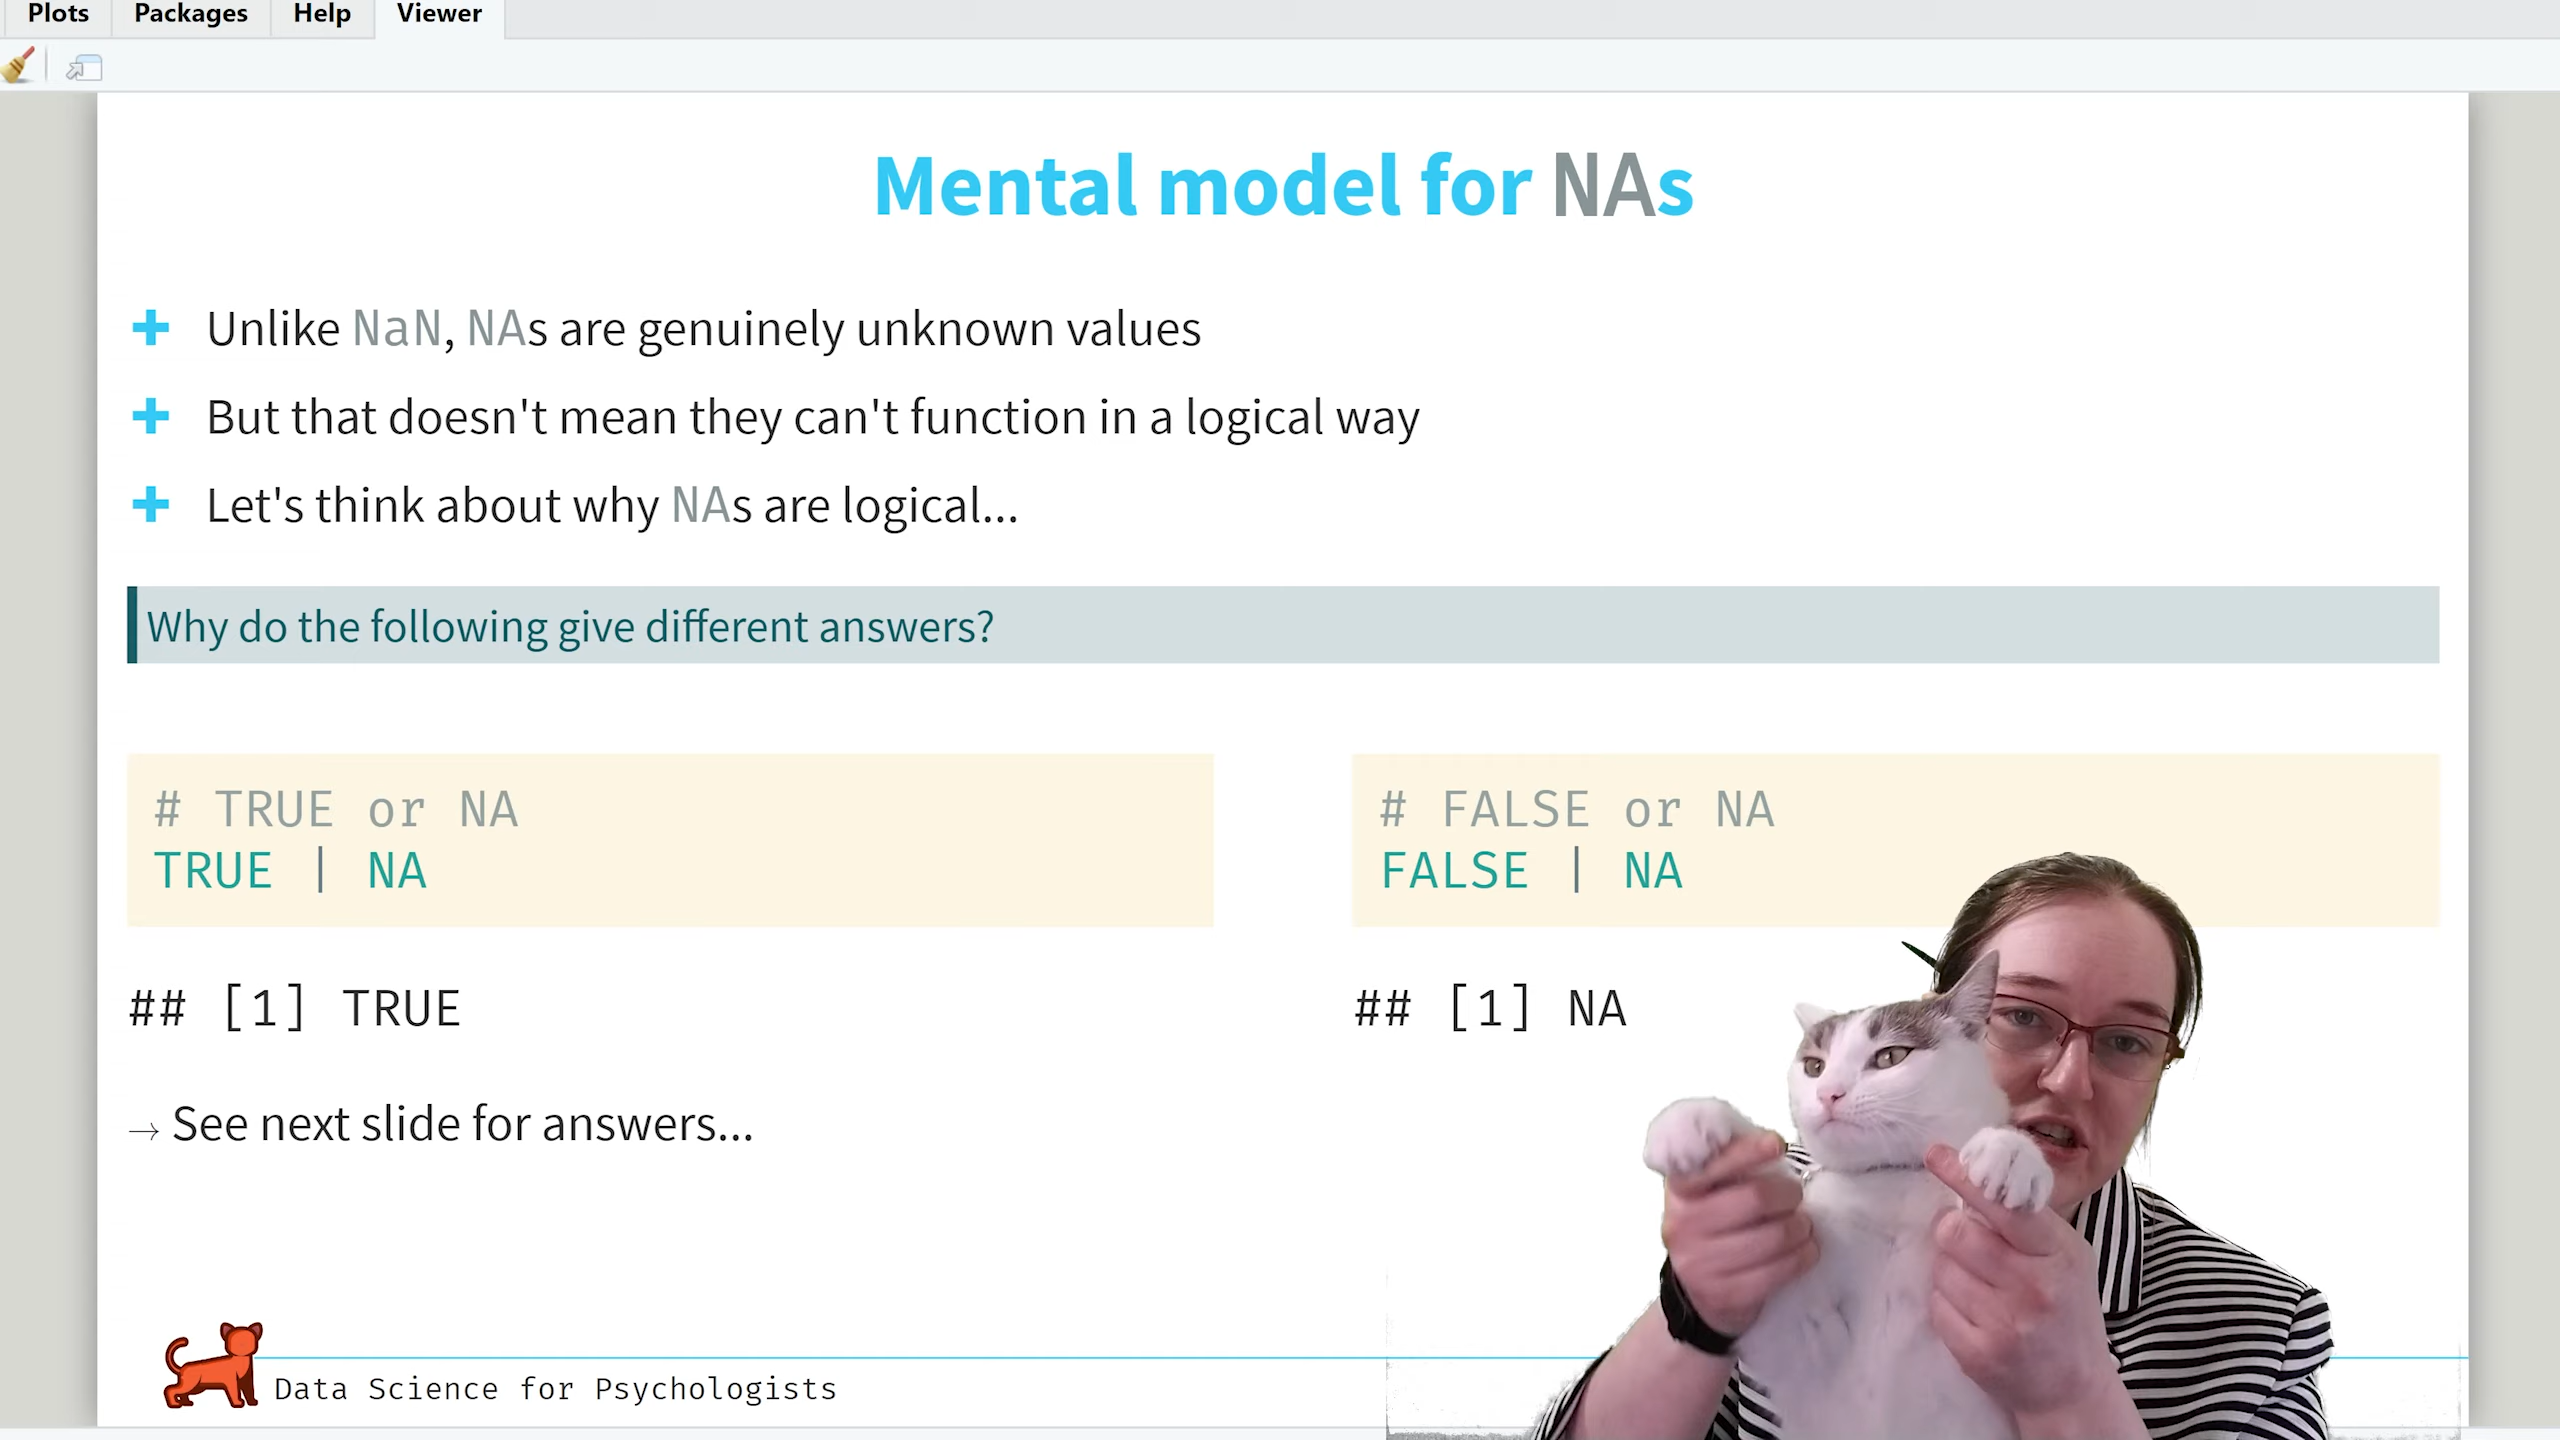 Plots Packages Help Viewer
Mental model for NAs
Unlike NaN, NAs are genuinely unknown values
But that doesn't mean they can't function in a logical way
Let's think about why NAs are logical...
Why do the following give different answers?
# TRUE or NA
TRUE | NA
## [1] TRUE
# FALSE or NA
FALSE | NA
## [1] NA
→ See next slide for answers...
Data Science for Psychologists